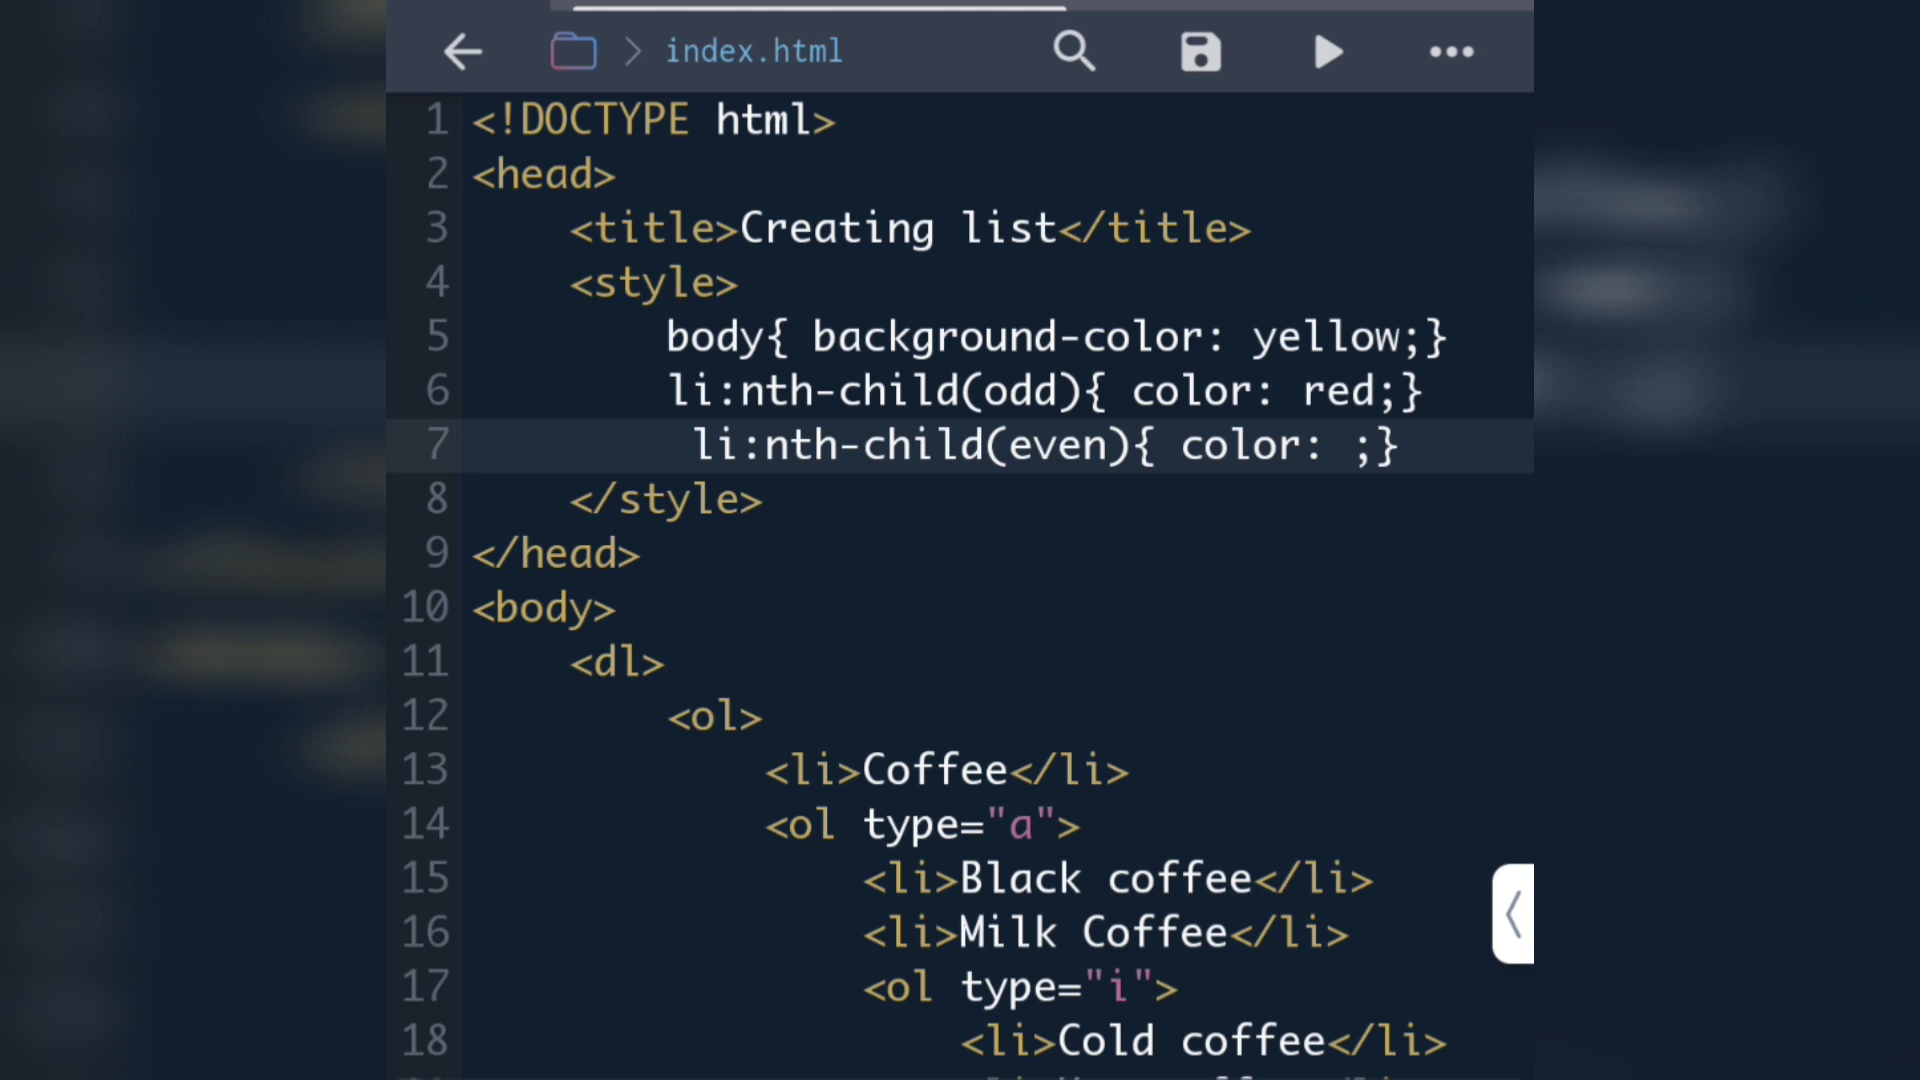 index.html
1 <!DOCTYPE html>
2 <head>
3 <title>Creating list</title>
4 <style>
5 body{ background-color: yellow;}
6 li:nth-child(odd){ color: red;}
7 li:nth-child(even){ color: ;}
8 </style>
9 </head>
10 <body>
11 <dl>
12 <ol>
13 <li>Coffee</li>
14 <ol type="a">
15 <li>Black coffee</li>
16 <li>Milk Coffee</li>
17 <ol type="i">
18 <li>Cold coffee</li>